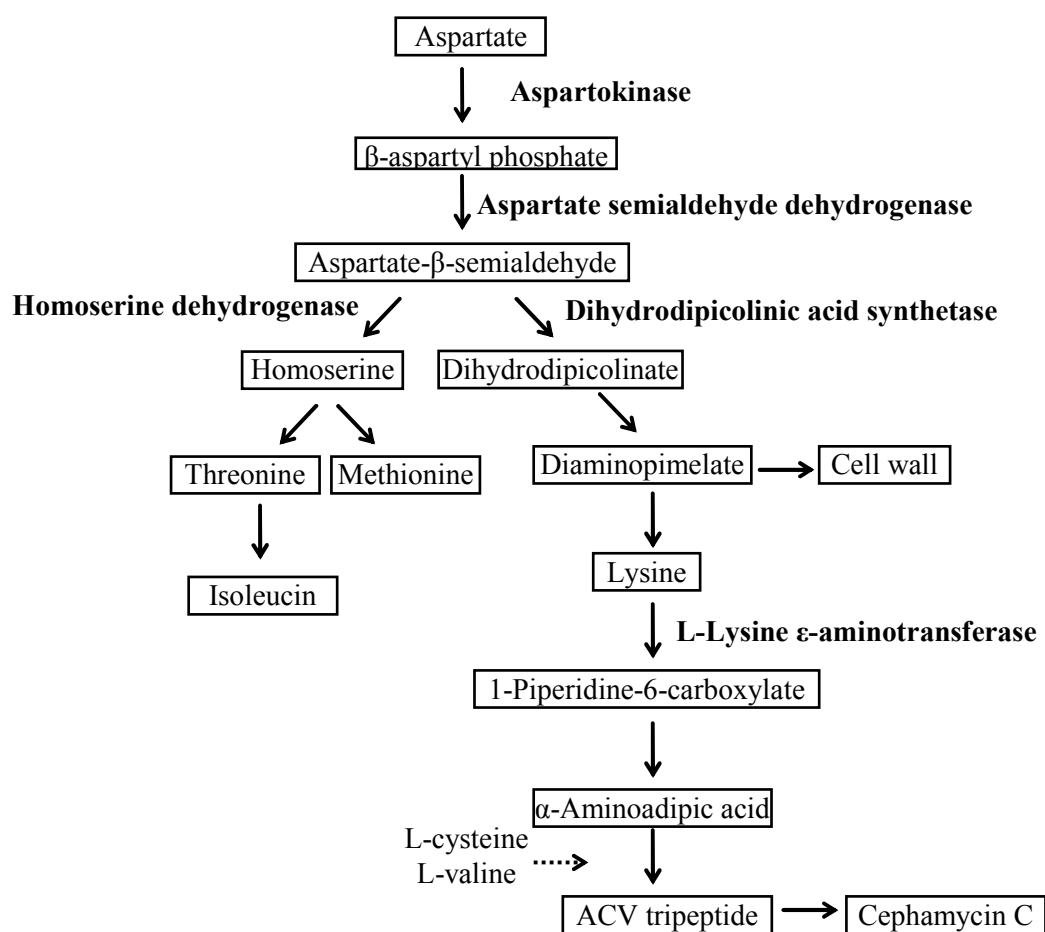 Aspartate
Aspartokinase
β-aspartyl phosphate
Aspartate semialdehyde dehydrogenase
Aspartate-β-semialdehyde
Homoserine dehydrogenase
Dihydrodipicolinic acid synthetase
Homoserine
Dihydrodipicolinate
Threonine
Methionine
Diaminopimelate
Cell wall
Isoleucin
Lysine
L-Lysine ε-aminotransferase
1-Piperidine-6-carboxylate
α-Aminoadipic acid
L-cysteine
L-valine
ACV tripeptide
Cephamycin C